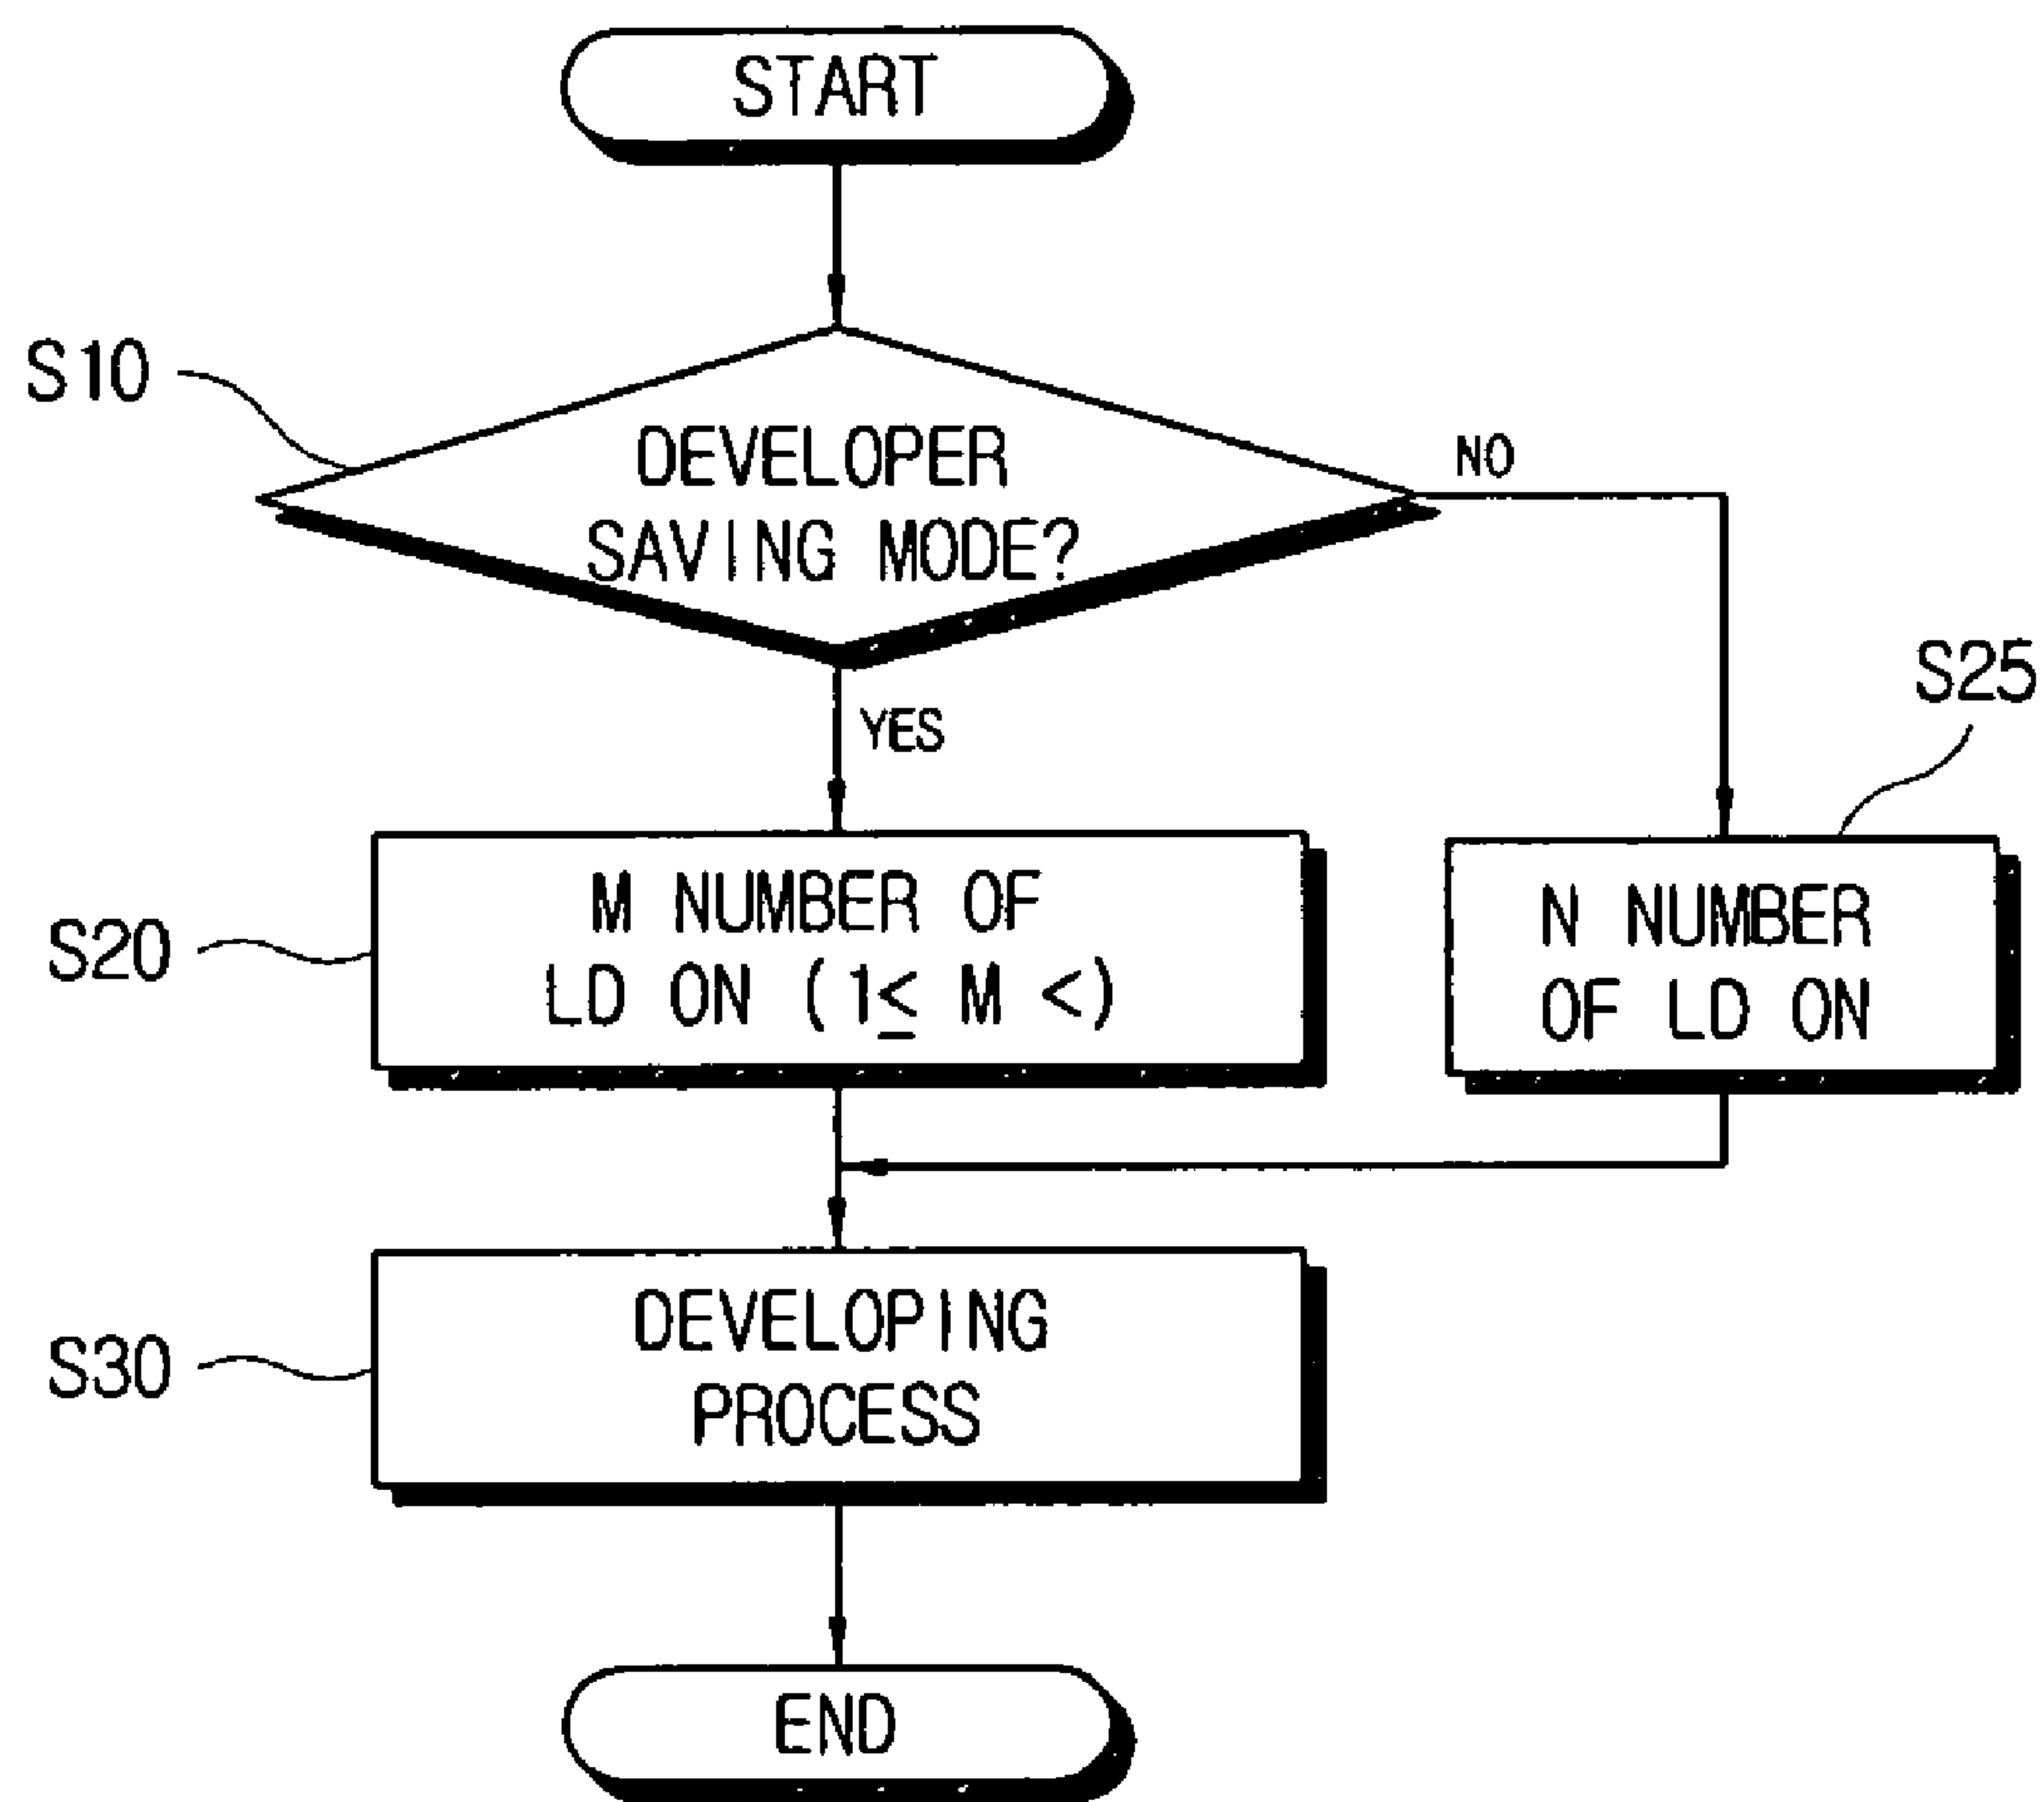 START
S10
DEVELOPER
SAVING MODE?
NO
YES
S25
S20
M NUMBER OF
LD ON (1≤ M <)
N NUMBER
OF LD ON
S30
DEVELOPING
PROCESS
END